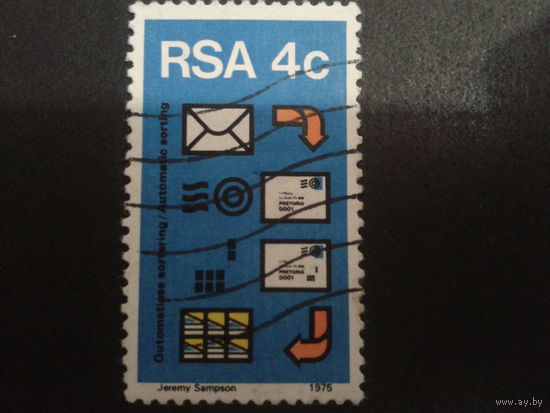 RSA 4c
Outomatiese sortering/Automatic sorting
PRETORIA
0001
PRETORIA
0001
Jeremy Sampson
1975
www.ay.by